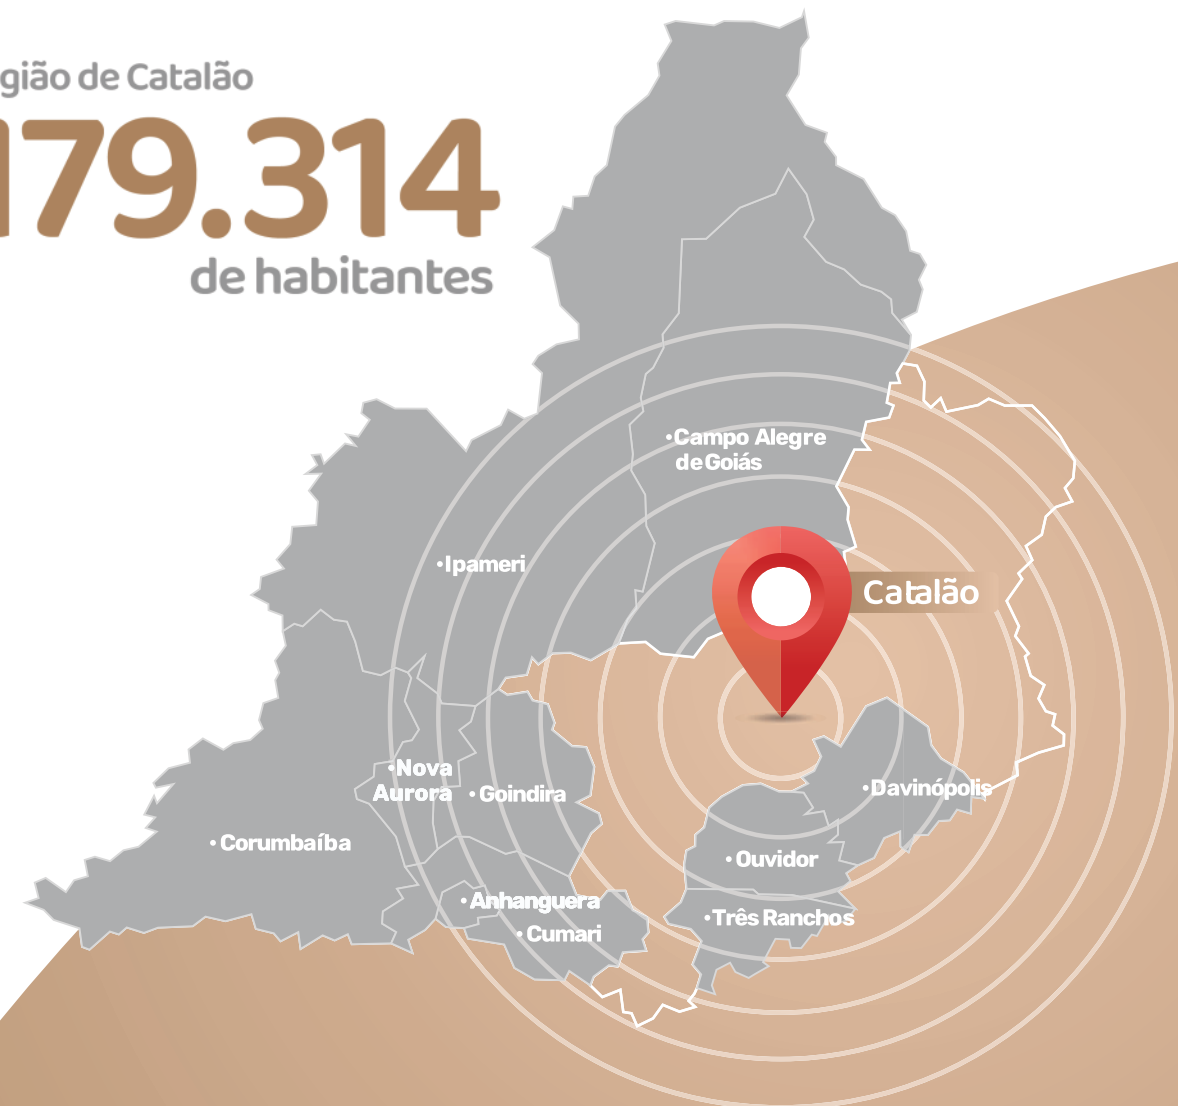 gião de Catalão
179.314
de habitantes
•Campo Alegre
de Goiás
•Ipameri
Catalão
•Nova
Aurora
• Goindira
•Davinópolis
• Corumbaíba
• Ouvidor
• Anhanguera
•Três Ranchos
• Cumari